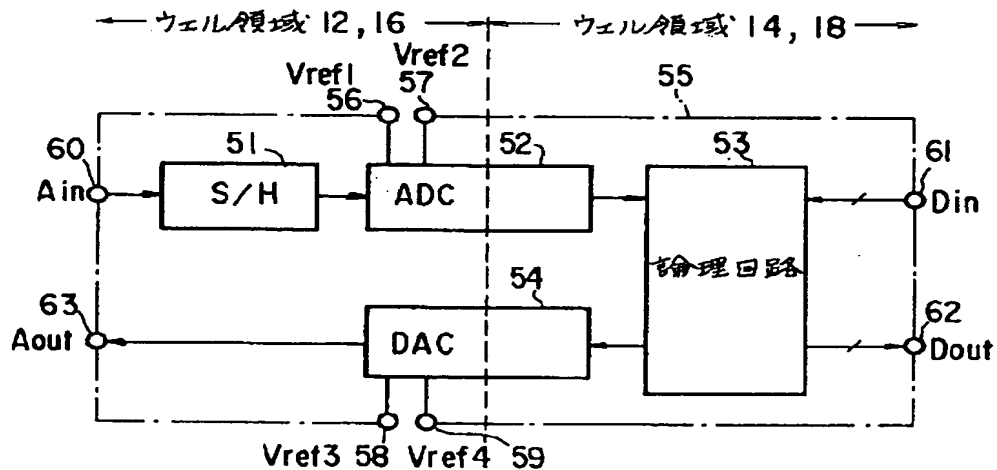 ウェル領域 12, 16
ウェル領域 14, 18
Vref1
56
Vref2
57
55
60
Ain
51
S/H
52
ADC
53
論理回路
61
Din
63
Aout
54
DAC
62
Dout
Vref3 58
Vref4 59